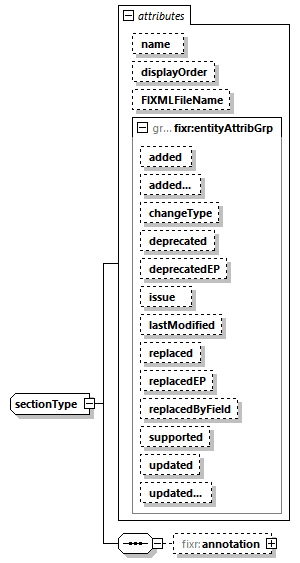 attributes
name
displayOrder
FIXMLFileName
gr... fixr:entityAttribGrp
added
added...
changeType
deprecated
deprecatedEP
issue
lastModified
replaced
replacedEP
replacedByField
supported
updated
updated...
sectionType
fixr:annotation